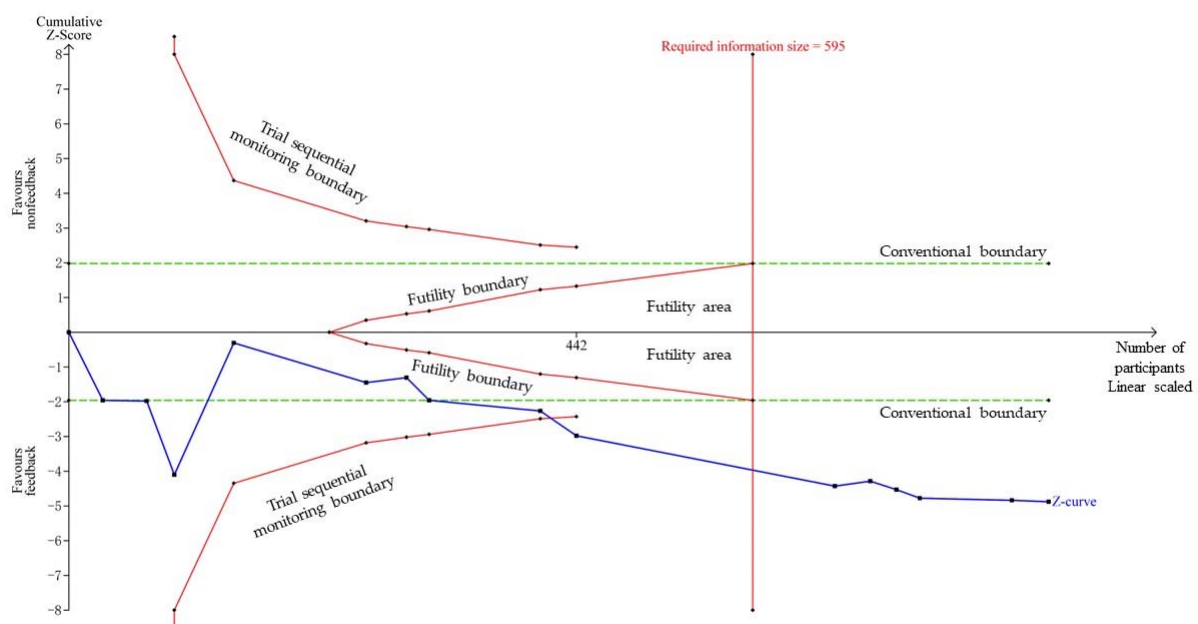 Cumulative
Z-Score
Required information size = 595
8
7
6
5
4
3
2
1
-1
-2
-3
-4
-5
-6
-7
-8
Favours
nonfeedback
Favours
feedback
Trial sequential
monitoring boundary
Conventional boundary
Futility boundary
Futility area
442
Futility area
Futility boundary
Number of
participants
Linear scaled
Conventional boundary
Trial sequential
monitoring boundary
Z-curve